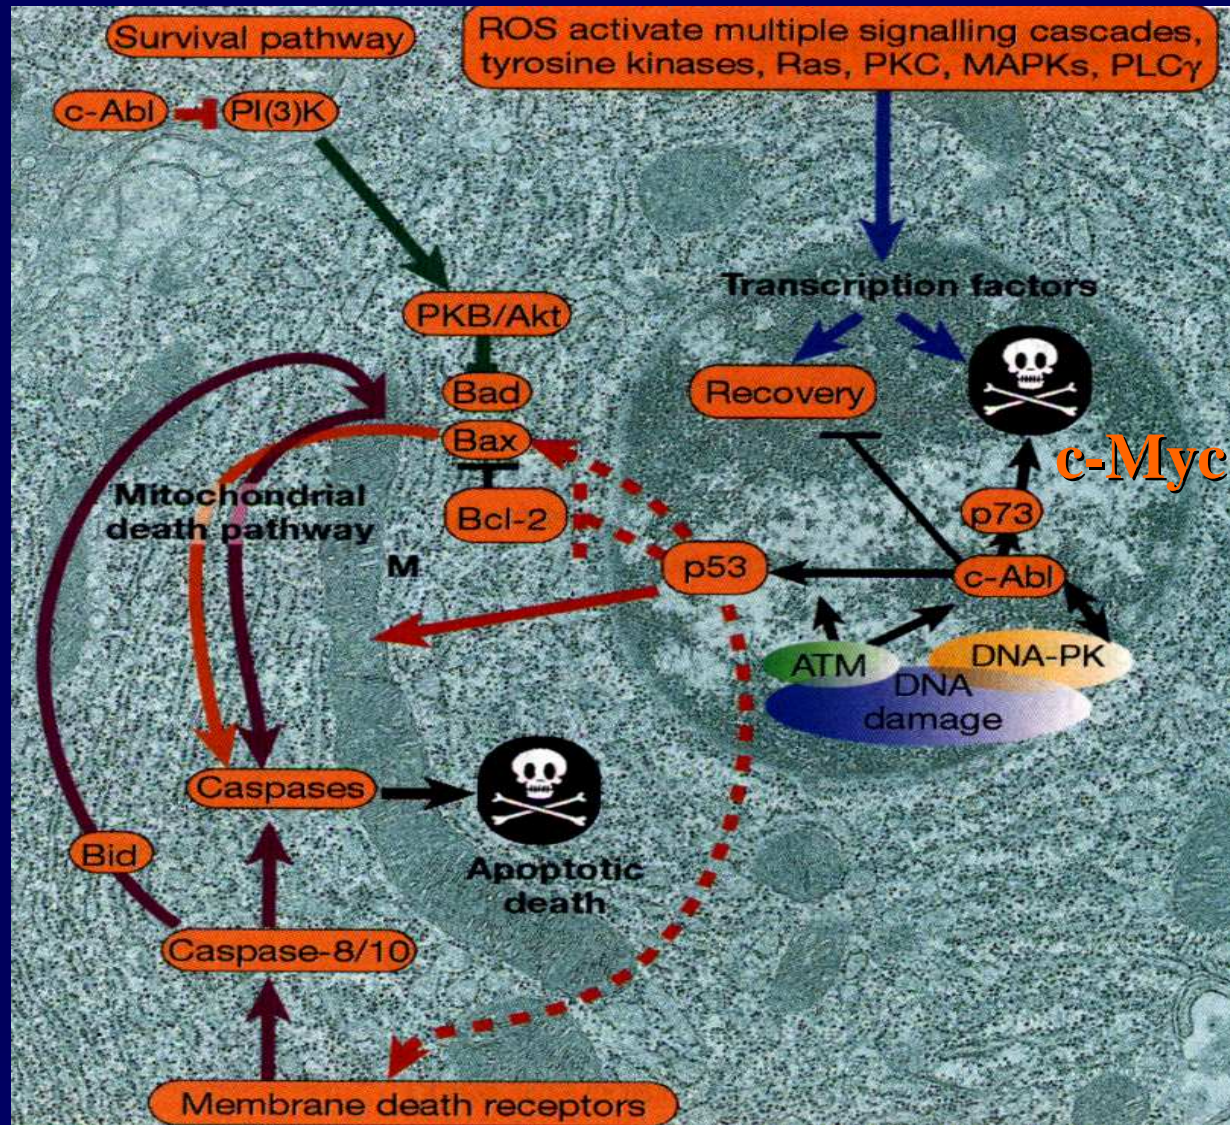 Survival pathway
ROS activate multiple signalling cascades,
tyrosine kinases, Ras, PKC, MAPKs, PLCγ
c-Abl
PI(3)K
Transcription factors
PKB/Akt
Bad
Bax
Bcl-2
Recovery
c-Myc
p73
c-Abl
p53
Mitochondrial
death pathway
M
ATM
DNA-PK
DNA
damage
Caspases
Apoptotic
death
Bid
Caspase-8/10
Membrane death receptors